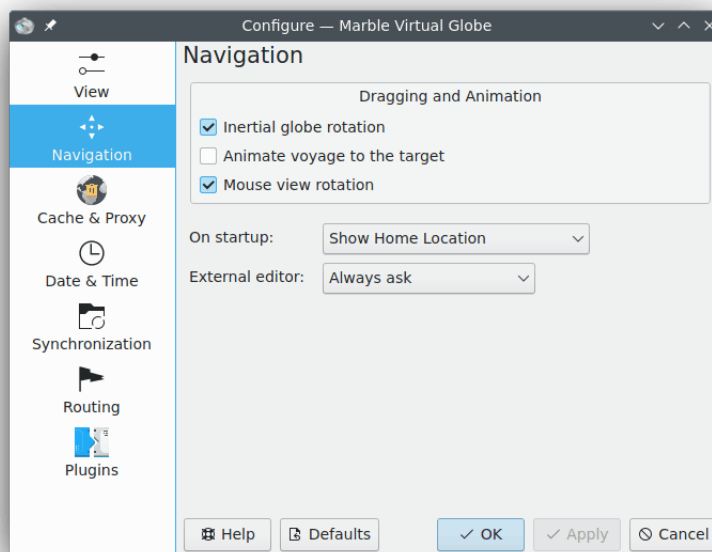 Configure — Marble Virtual Globe
View
Navigation
Cache & Proxy
Date & Time
Synchronization
Routing
Plugins
Navigation
Dragging and Animation
Inertial globe rotation
Animate voyage to the target
Mouse view rotation
On startup: Show Home Location
External editor: Always ask
Help Defaults OK Apply Cancel